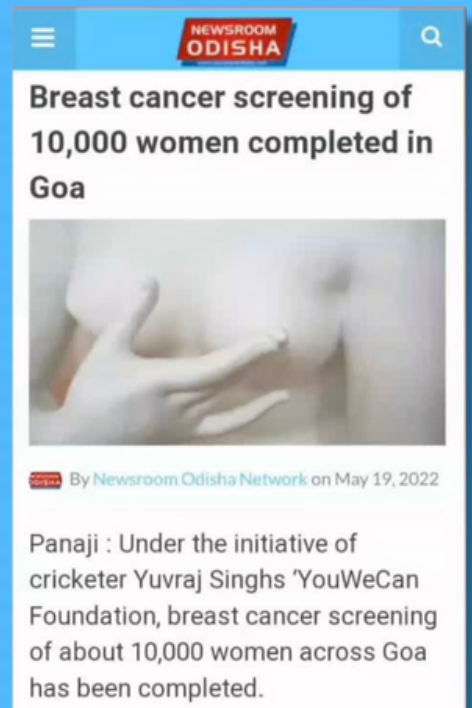 NEWSROOM
ODISHA
Breast cancer screening of
10,000 women completed in
Goa
By Newsroom Odisha Network on May 19, 2022
Panaji : Under the initiative of
cricketer Yuvraj Singhs ‘YouWeCan
Foundation, breast cancer screening
of about 10,000 women across Goa
has been completed.